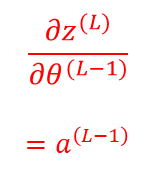 ∂z^(L)
∂θ^(L−1)
= a^(L−1)